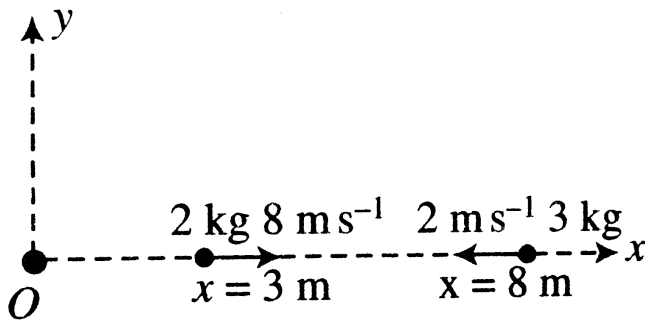 y
2 kg 8 m s⁻¹ 2 m s⁻¹ 3 kg
x
x = 3 m x = 8 m
O